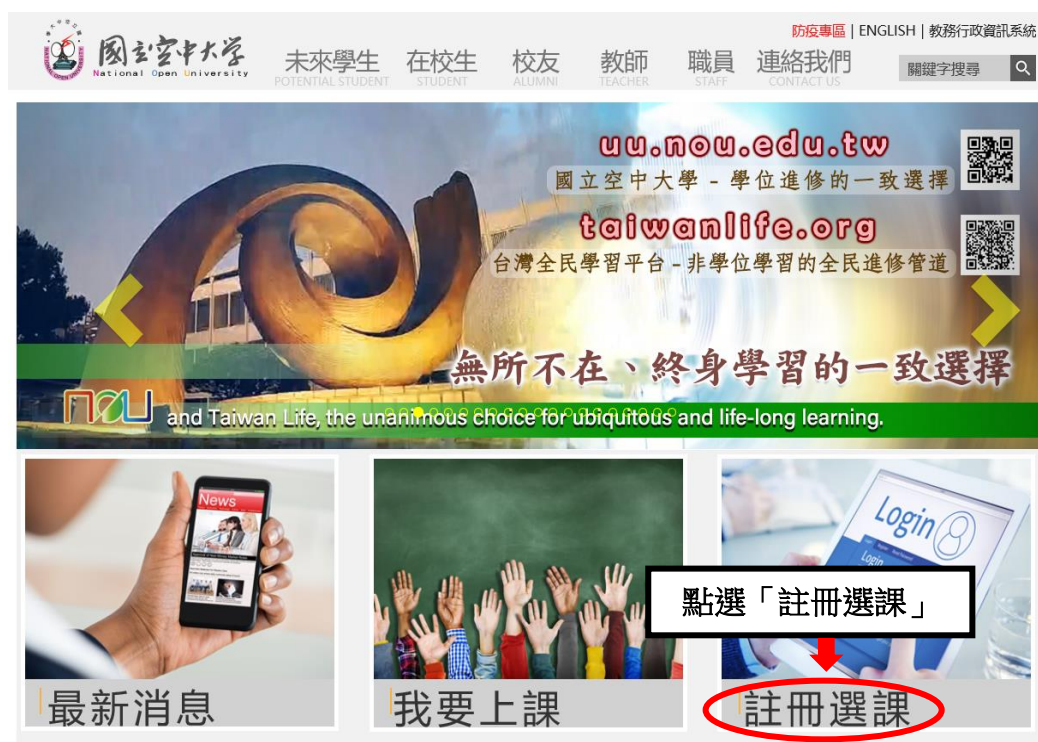 防疫專區 | ENGLISH | 教務行政資訊系統
國立空中大學
National Open University
未來學生 在校生 校友 教師 職員 連絡我們
POTENTIAL STUDENT STUDENT ALUMNI TEACHER STAFF CONTACT US
關鍵字搜尋
uu.nou.edu.tw
國立空中大學 - 學位進修的一致選擇
taiwanlife.org
台灣全民學習平台 - 非學位學習的全民進修管道
無所不在、終身學習的一致選擇
nou and Taiwan Life, the unanimous choice for ubiquitous and life-long learning.
News
Login
Login
點選「註冊選課」
最新消息
我要上課
註冊選課